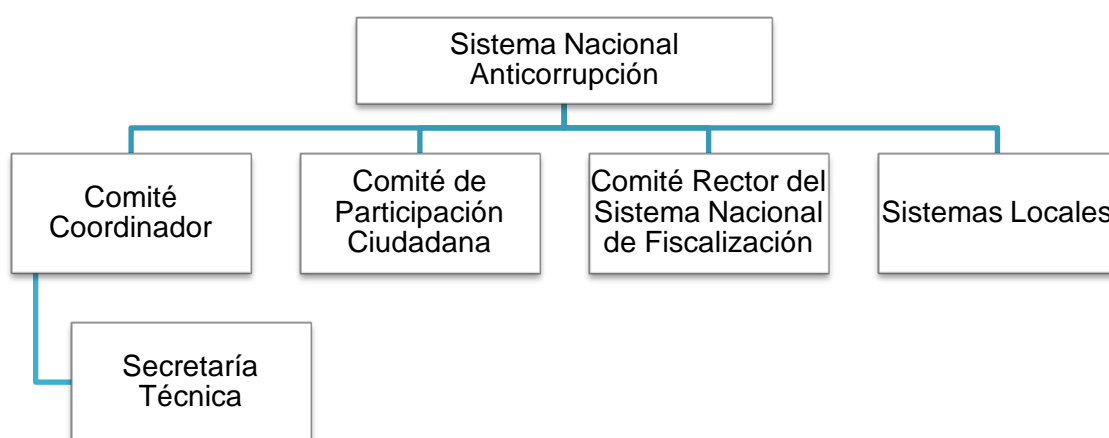 Sistema Nacional
Anticorrupción
Comité
Coordinador
Comité de
Participación
Ciudadana
Comité Rector del
Sistema Nacional
de Fiscalización
Sistemas Locales
Secretaría
Técnica